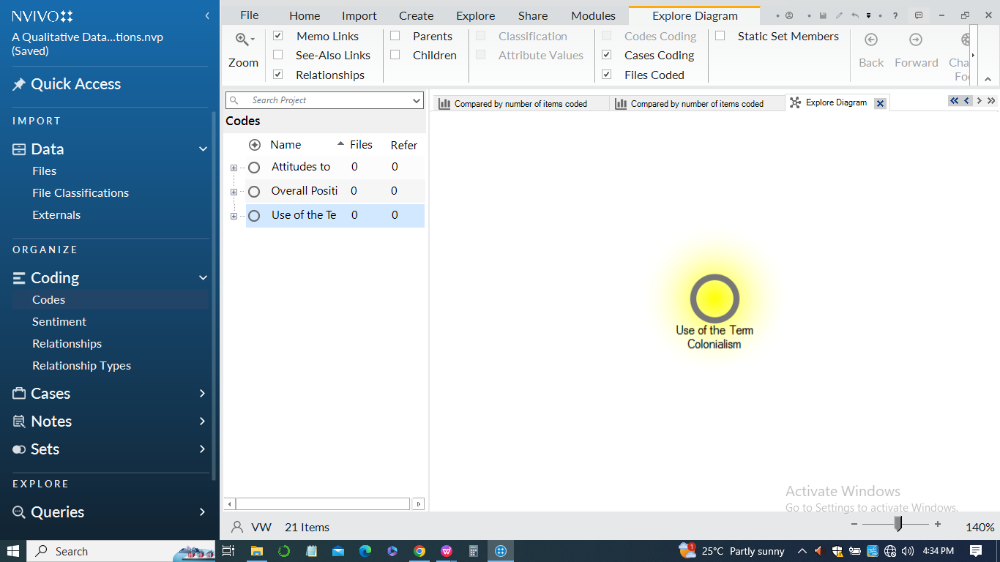 NVIVO
A Qualitative Data...tions.nvp
(Saved)
Quick Access
IMPORT
Data
Files
File Classifications
Externals
ORGANIZE
Coding
Codes
Sentiment
Relationships
Relationship Types
Cases
Notes
Sets
EXPLORE
Queries
File Home Import Create Explore Share Modules Explore Diagram
Zoom
Memo Links
See-Also Links
Relationships
Parents
Children
Classification
Attribute Values
Codes Coding
Cases Coding
Files Coded
Static Set Members
Back Forward Cha
Fo
Search Project
Compared by number of items coded Compared by number of items coded Explore Diagram
Codes
Name Files Refer
Attitudes to 0 0
Overall Positi 0 0
Use of the Te 0 0
Use of the Term
Colonialism
Activate Windows
Go to Settings to activate Windows.
VW 21 Items 140%
Search 1 25°C Partly sunny 4:34 PM